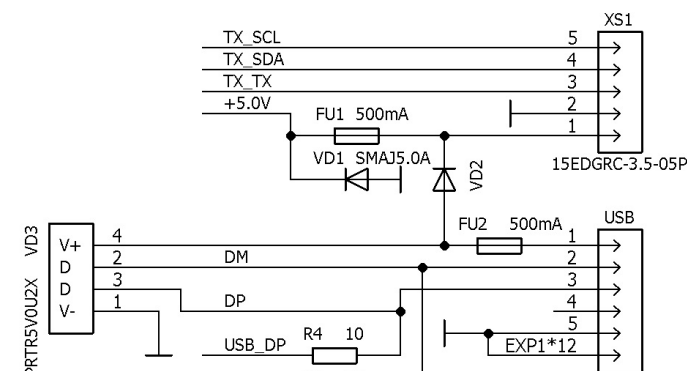 XS1
TX_SCL 5
TX_SDA 4
TX_TX 3
+5.0V 2
FU1 500mA 1
VD1 SMAJ5.0A
15EDGRC-3.5-05P
VD2
FU2 500mA USB
VD3
V+ 4 1
D 2 DM 2
D 3 3
V- 1 DP 4
PRTR5V0U2X
R4 10 5
USB_DP EXP1*12